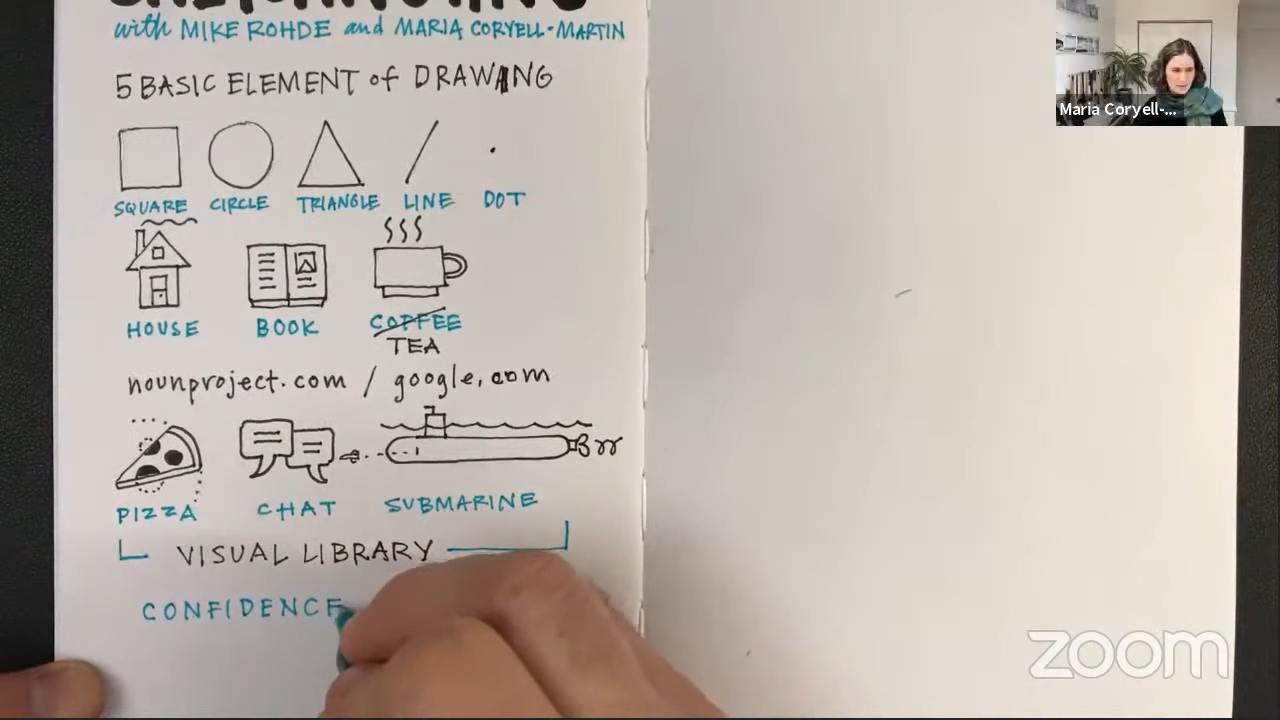 with MIKE ROHDE and MARIA CORYELL-MARTIN
5 BASIC ELEMENT of DRAWING
SQUARE CIRCLE TRIANGLE LINE DOT
HOUSE BOOK COFFEE
TEA
nounproject.com / google.com
PIZZA CHAT SUBMARINE
VISUAL LIBRARY
CONFIDENCE
Maria Coryell-...
zoom